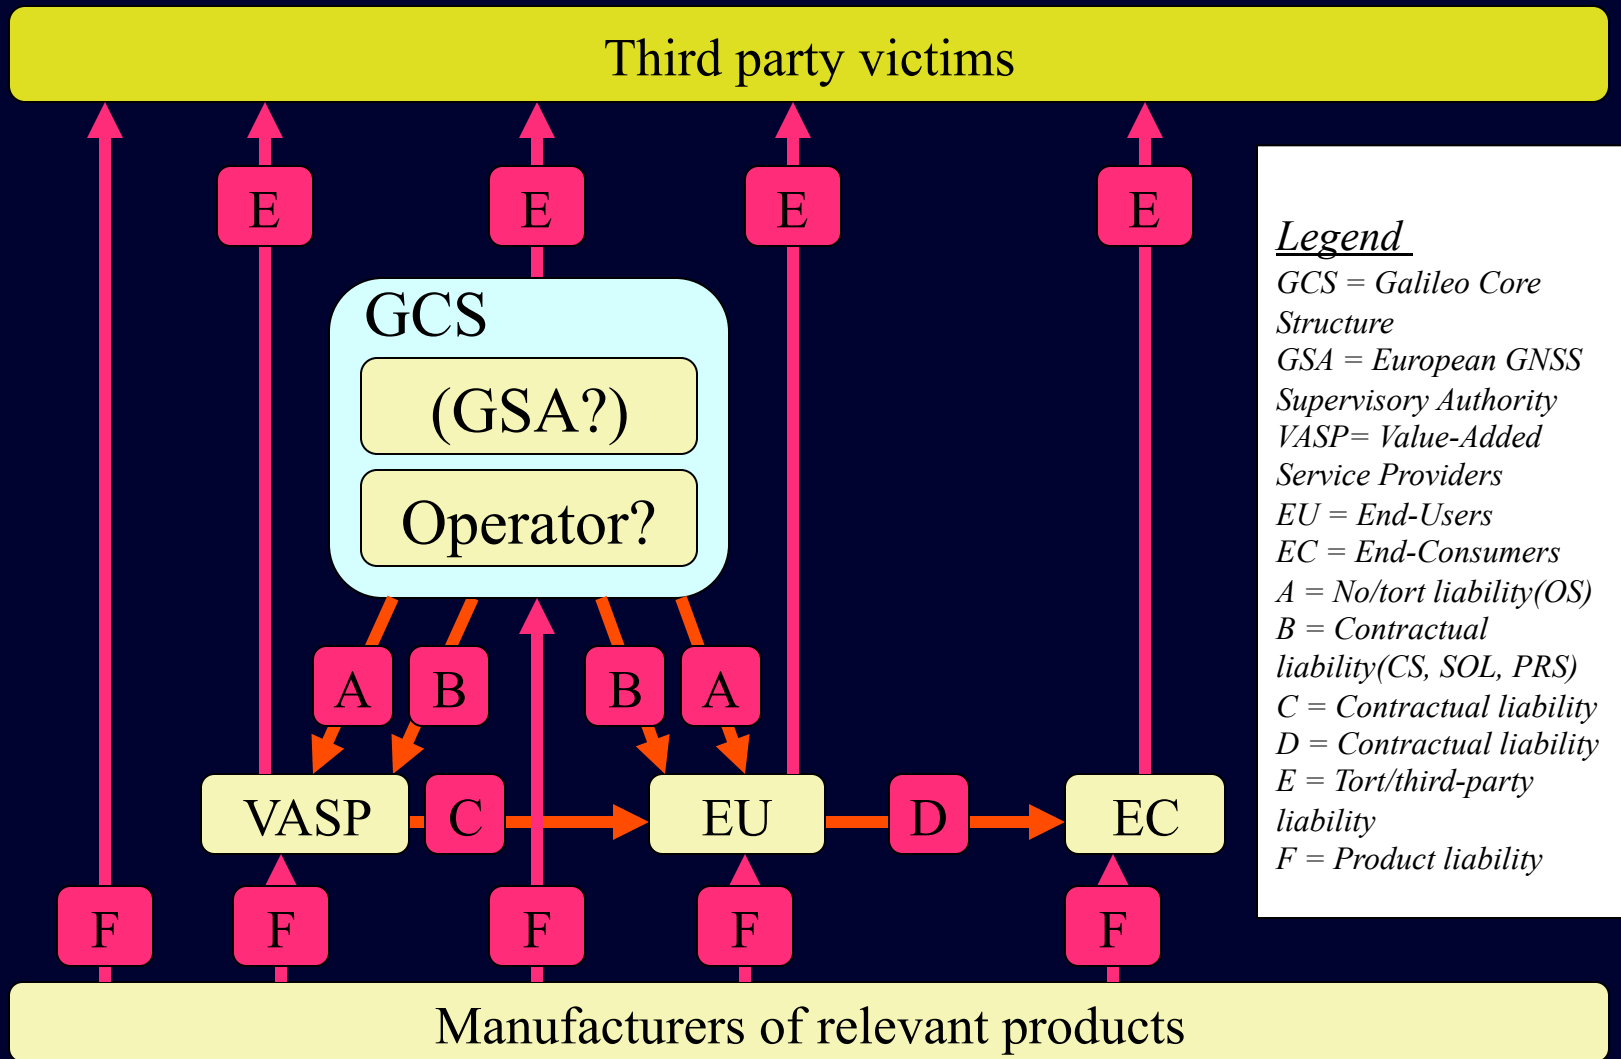 Third party victims
E
E
E
E
GCS
(GSA?)
Operator?
A
B
B
A
VASP
C
EU
D
EC
F
F
F
F
F
Manufacturers of relevant products
Legend
GCS = Galileo Core
Structure
GSA = European GNSS
Supervisory Authority
VASP= Value-Added
Service Providers
EU = End-Users
EC = End-Consumers
A = No/tort liability(OS)
B = Contractual
liability(CS, SOL, PRS)
C = Contractual liability
D = Contractual liability
E = Tort/third-party
liability
F = Product liability